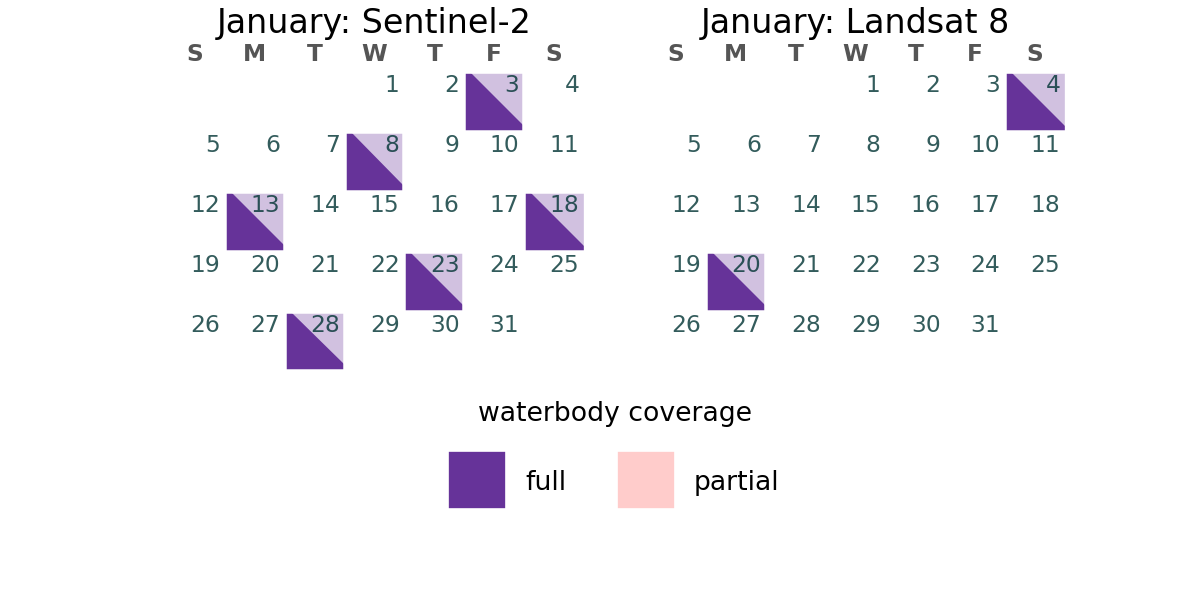 January: Sentinel-2
S M T W T F S
1 2 3 4
5 6 7 8 9 10 11
12 13 14 15 16 17 18
19 20 21 22 23 24 25
26 27 28 29 30 31
January: Landsat 8
S M T W T F S
1 2 3 4
5 6 7 8 9 10 11
12 13 14 15 16 17 18
19 20 21 22 23 24 25
26 27 28 29 30 31
waterbody coverage
full partial